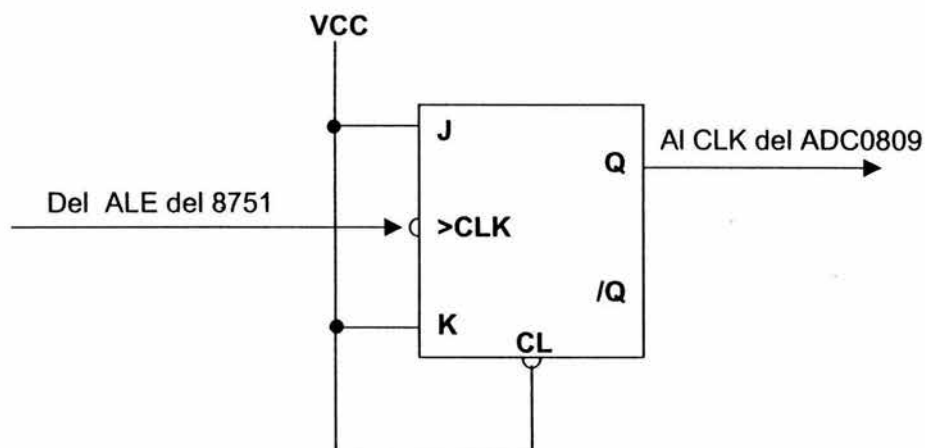 VCC
J
Q
Al CLK del ADC0809
Del ALE del 8751
>CLK
/Q
K
CL